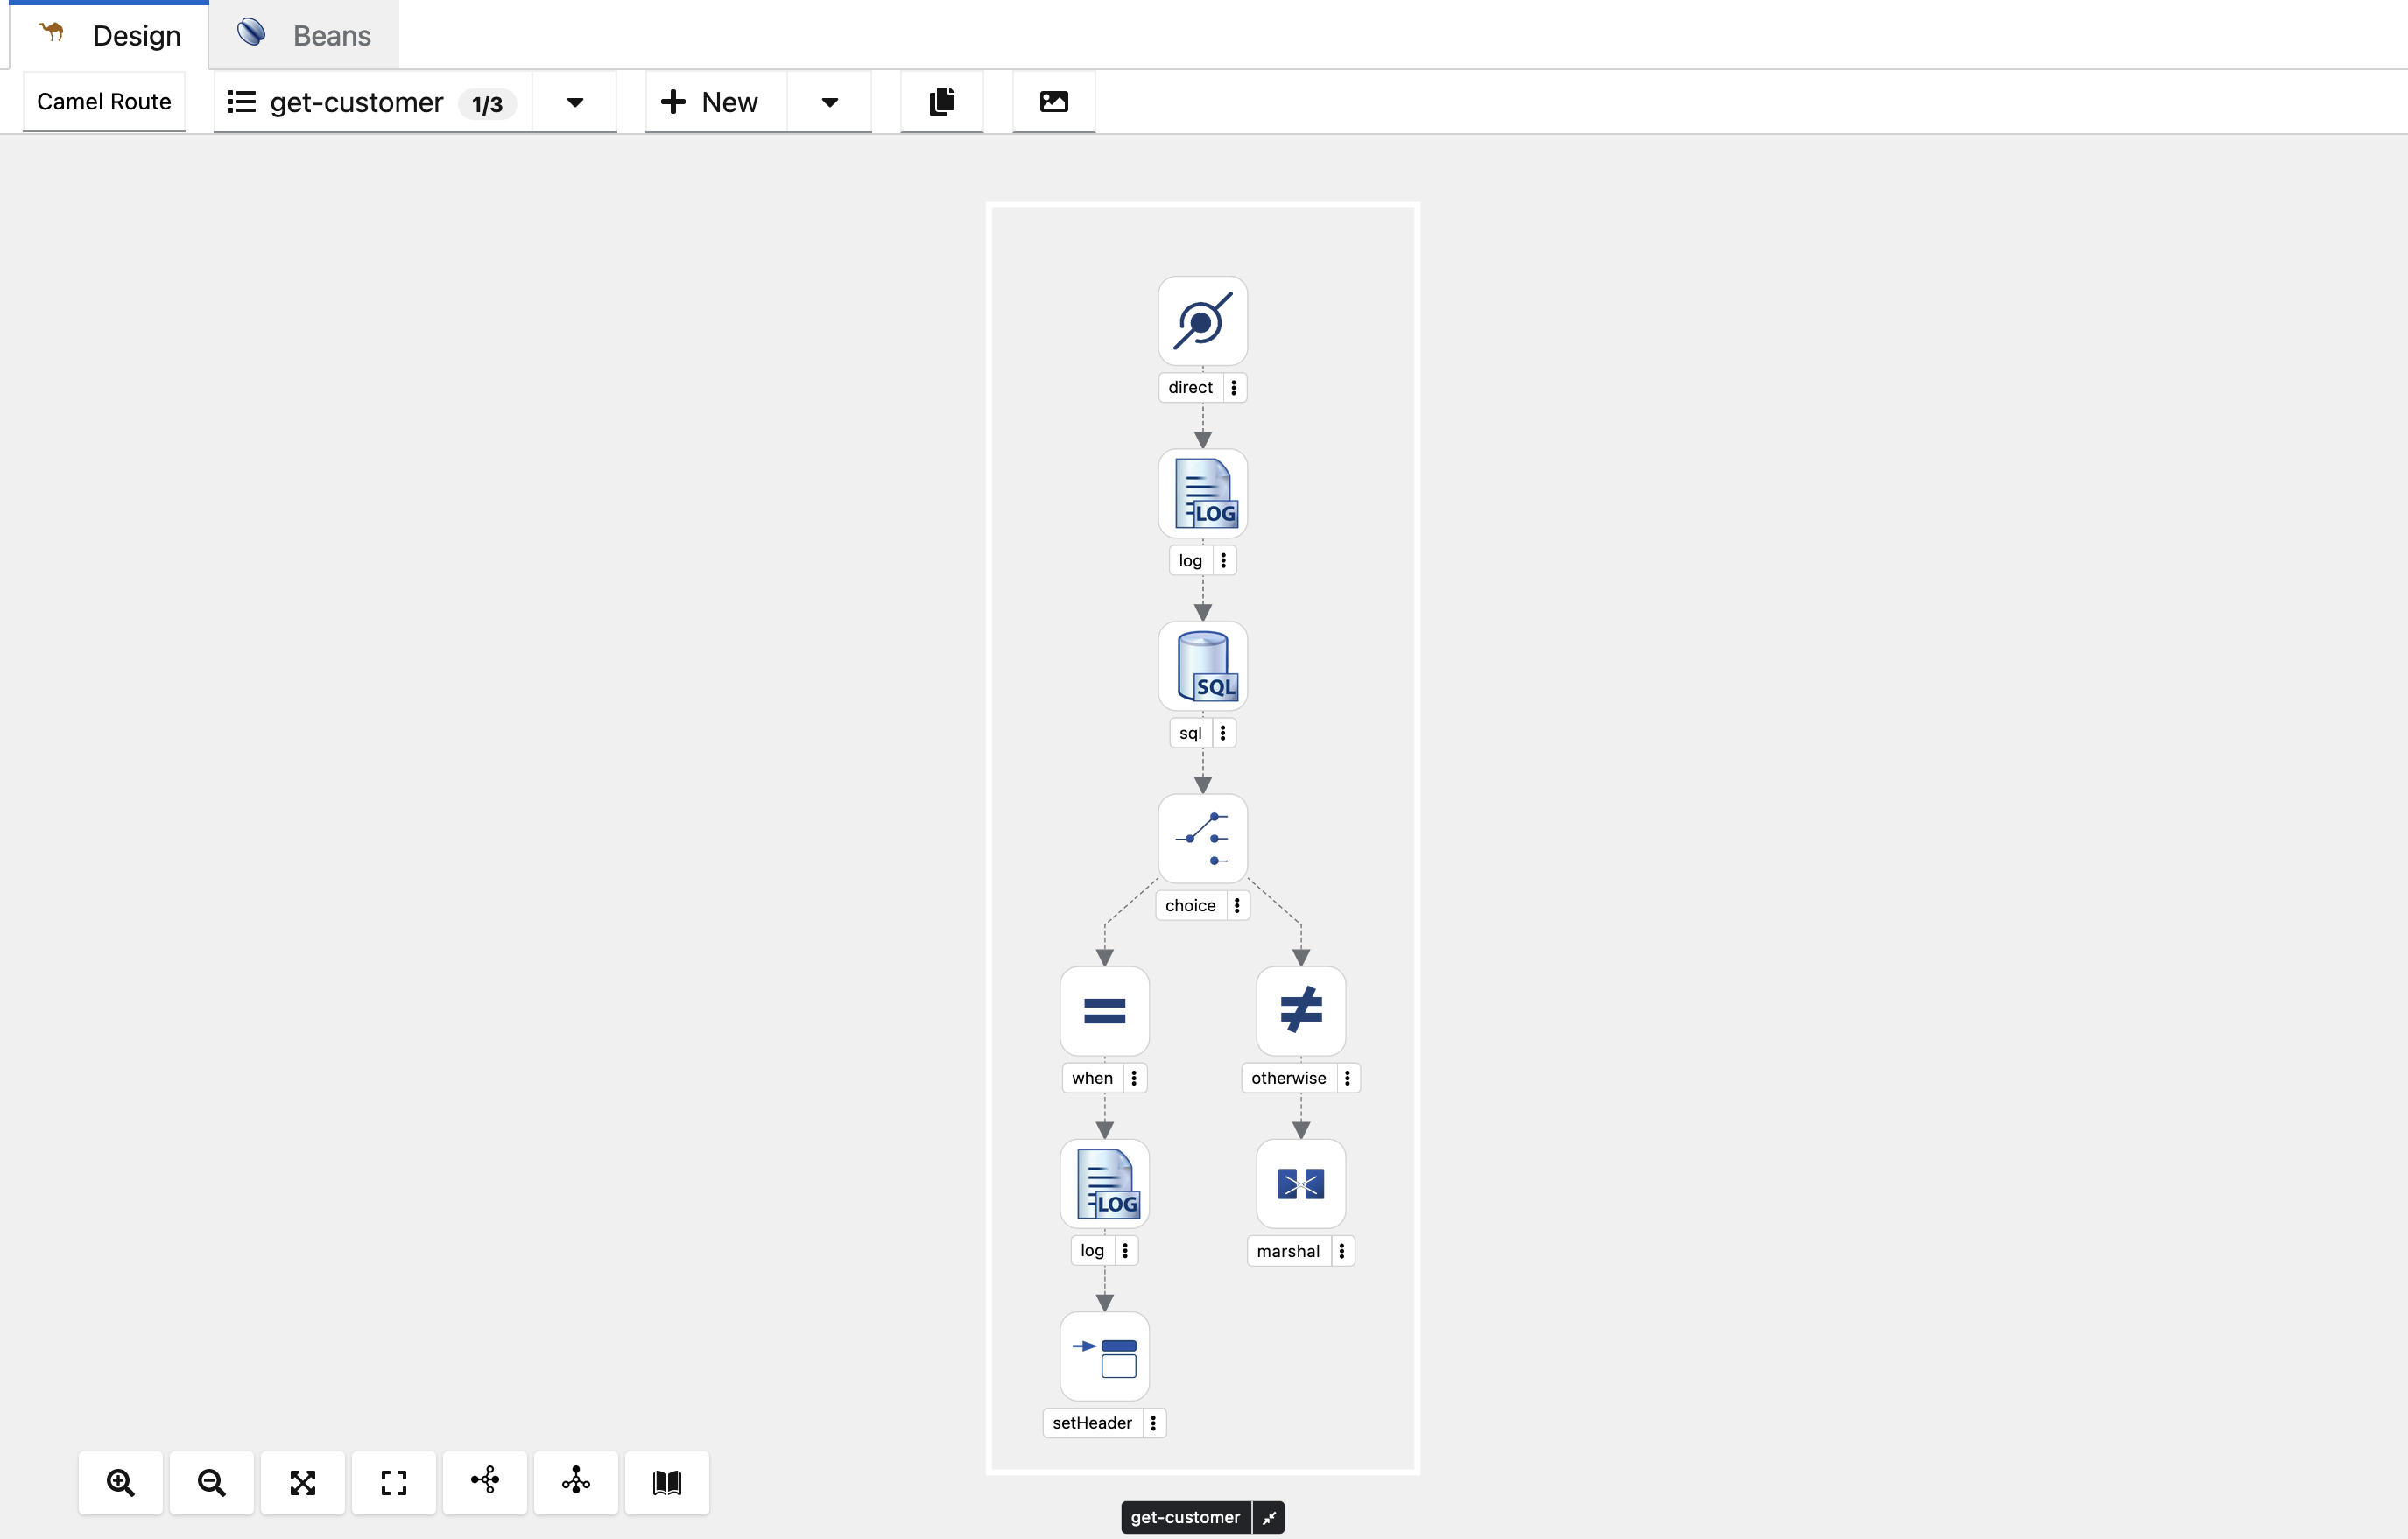 Design
Beans
Camel Route
get-customer 1/3
New
direct
LOG
log
SQL
sql
choice
when
otherwise
LOG
log
marshal
setHeader
get-customer